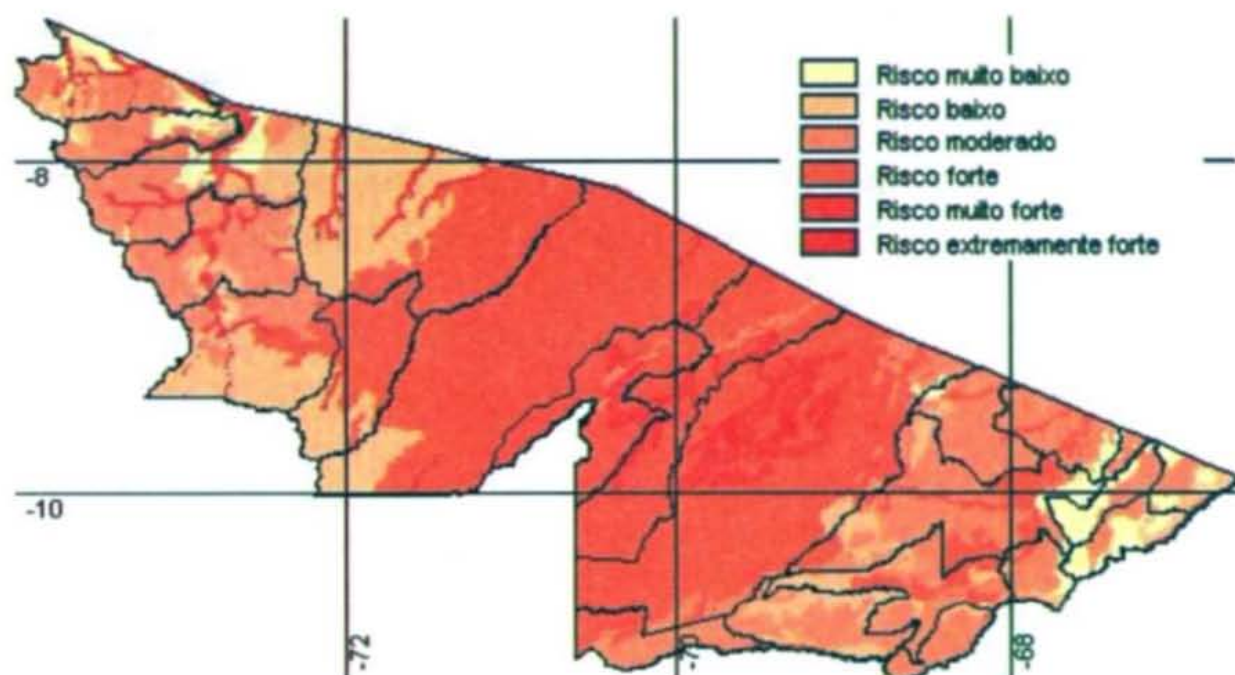 Risco muito baixo
Risco baixo
Risco moderado
Risco forte
Risco muito forte
Risco extremamente forte
-8
-10
-72
-70
-68